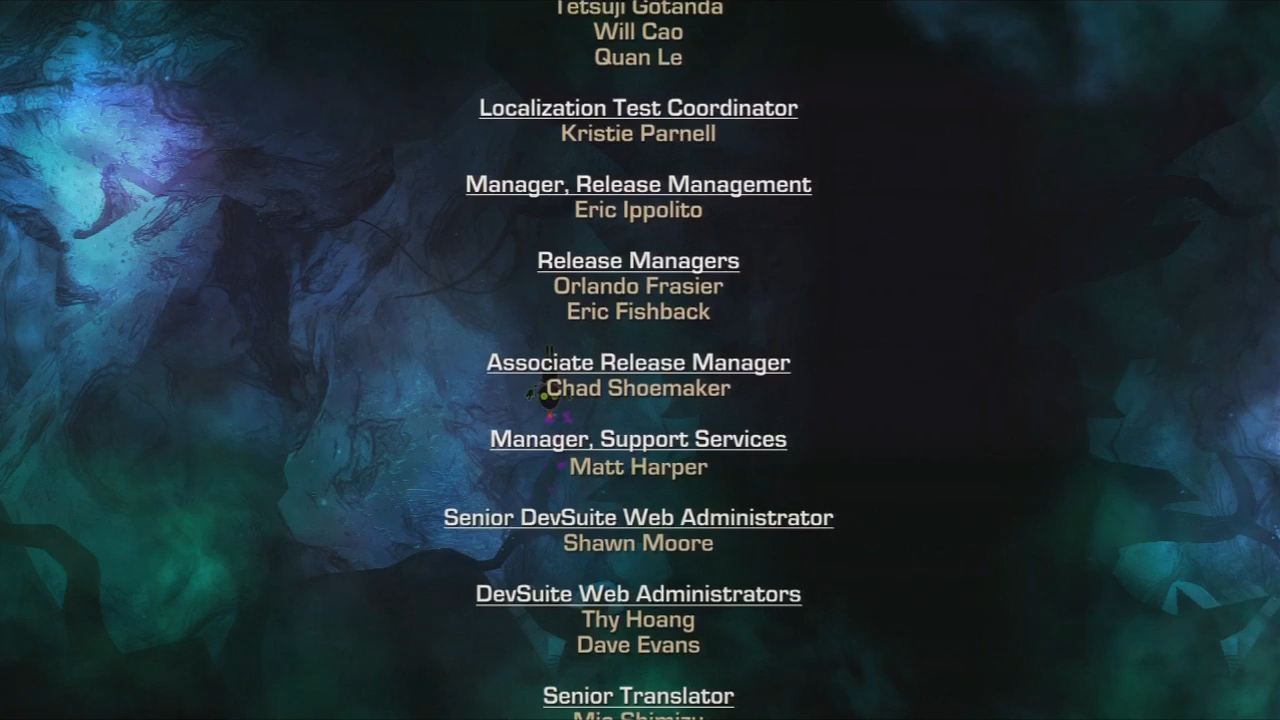 Tetsuji Gotanda
Will Cao
Quan Le
Localization Test Coordinator
Kristie Parnell
Manager, Release Management
Eric Ippolito
Release Managers
Orlando Frasier
Eric Fishback
Associate Release Manager
Chad Shoemaker
Manager, Support Services
Matt Harper
Senior DevSuite Web Administrator
Shawn Moore
DevSuite Web Administrators
Thy Hoang
Dave Evans
Senior Translator